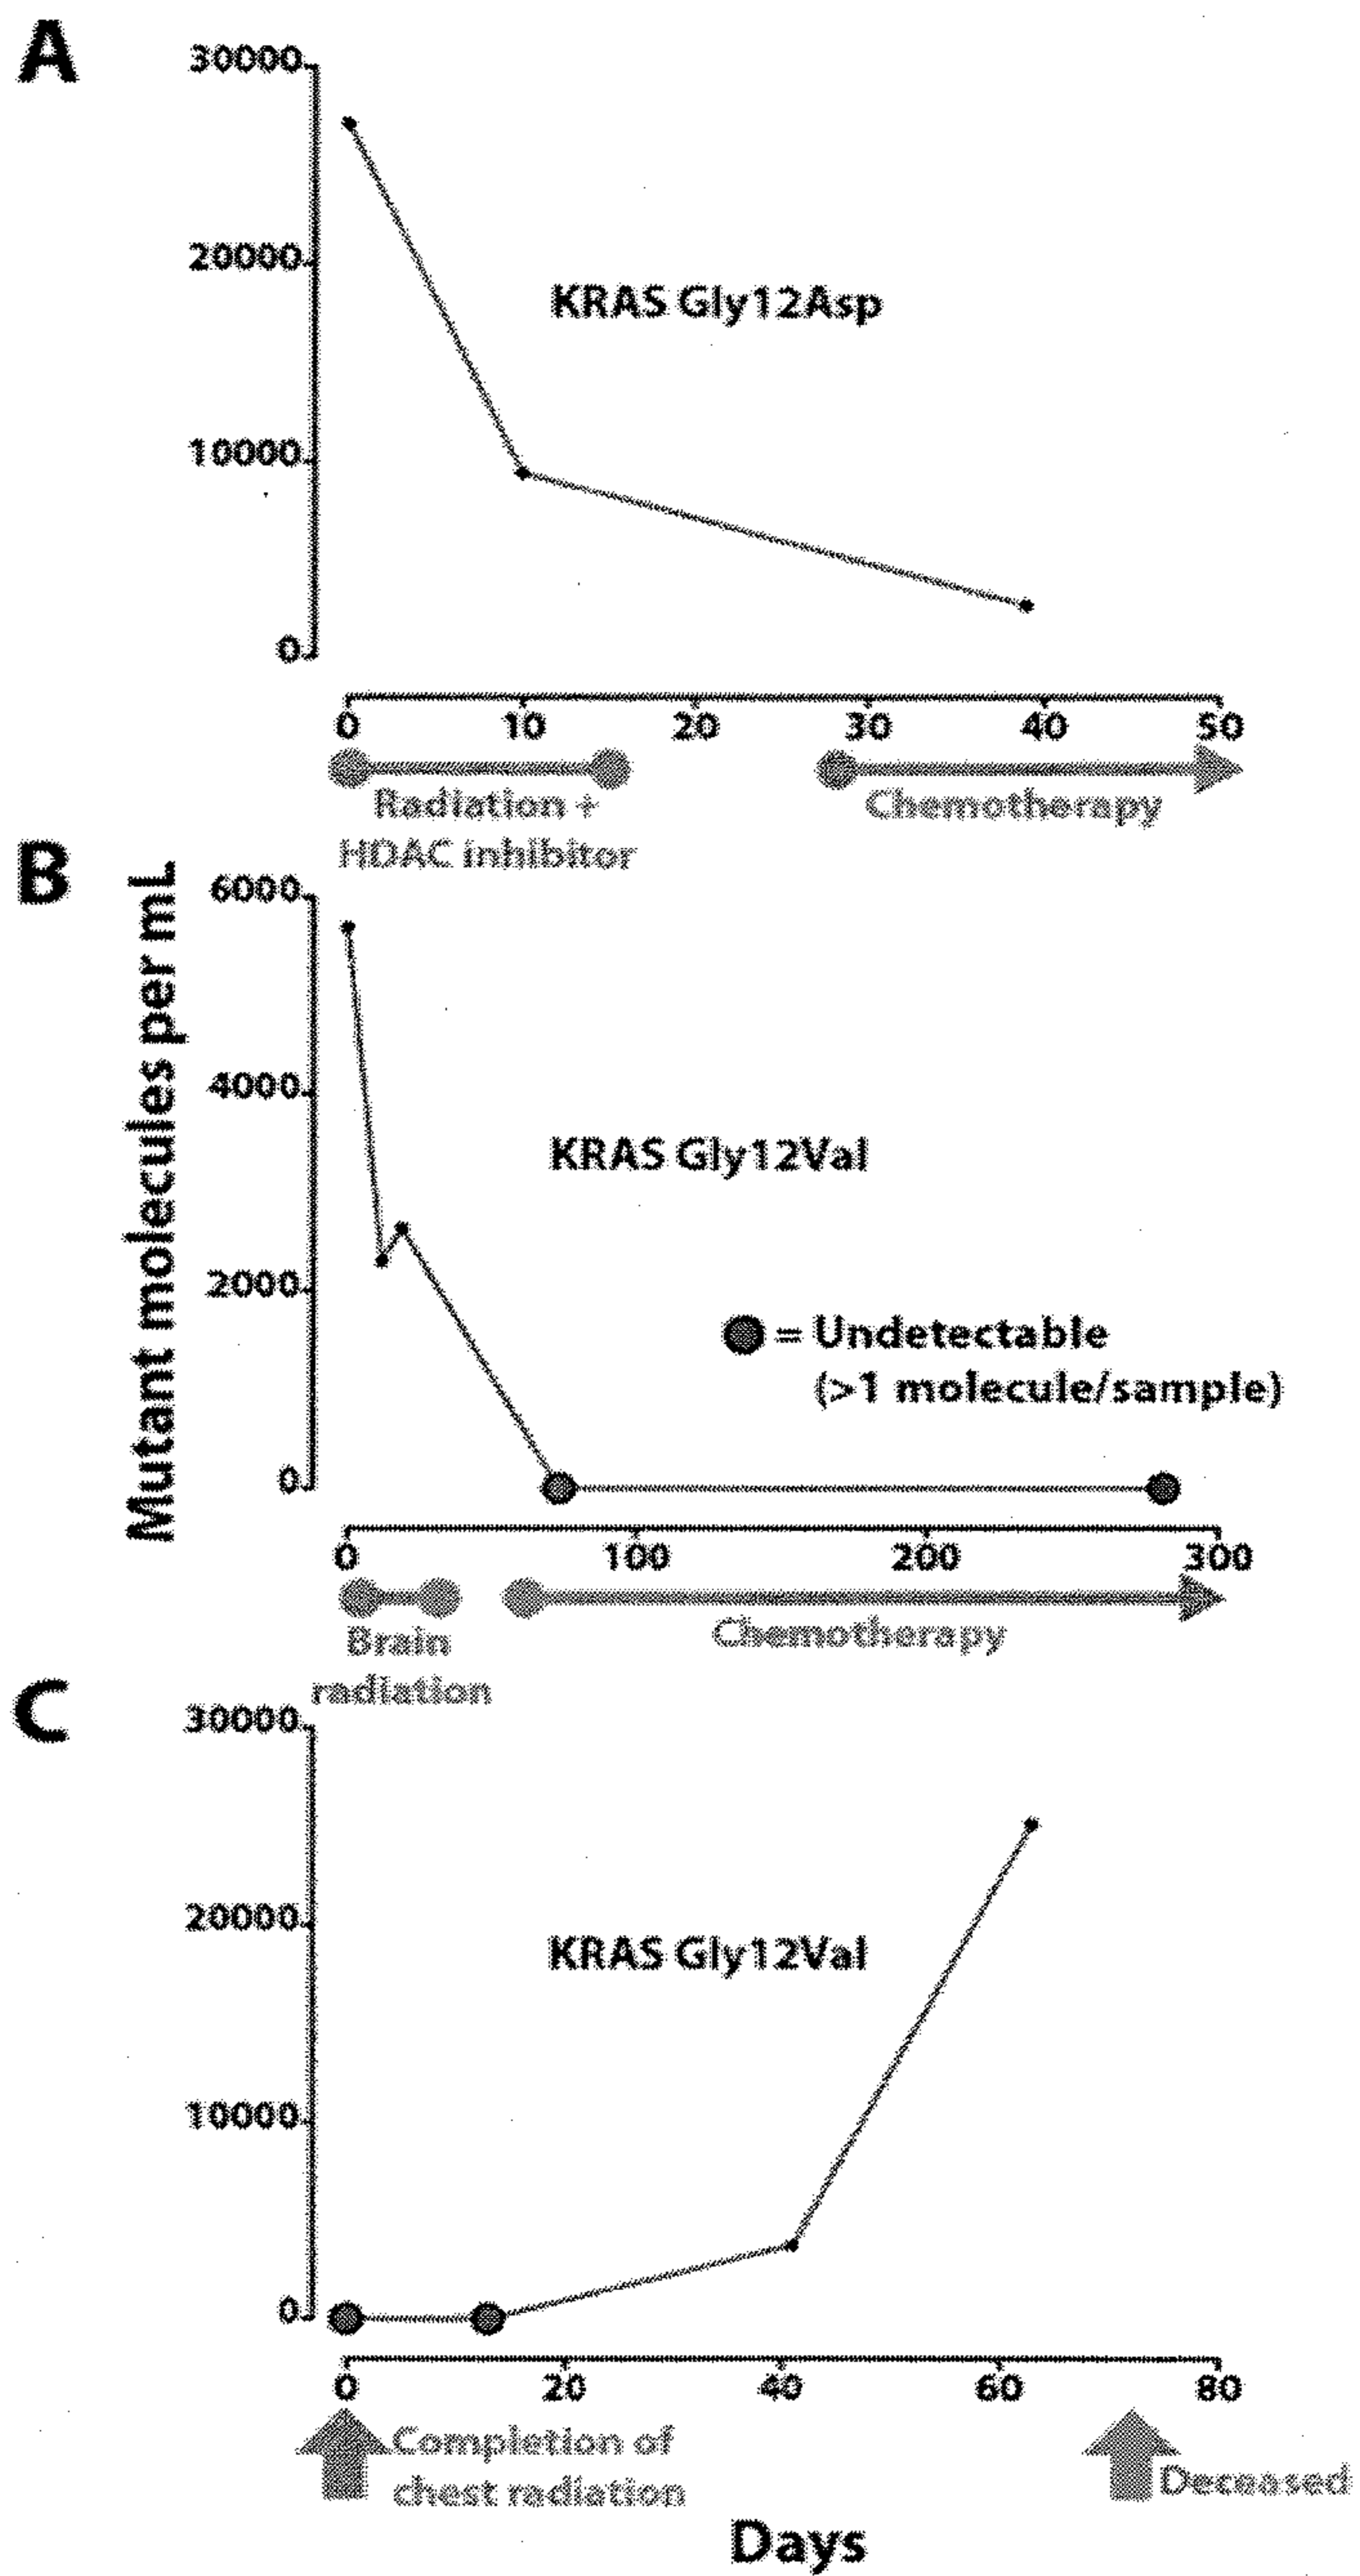 A
30000
20000
10000
0
KRAS Gly12Asp
0 10 20 30 40 50
Radiation +
HDAC inhibitor
Chemotherapy
B
Mutant molecules per mL
6000
4000
2000
0
KRAS Gly12Val
= Undetectable
(>1 molecule/sample)
0 100 200 300
Brain
radiation
Chemotherapy
C
30000
20000
10000
0
KRAS Gly12Val
0 20 40 60 80
Completion of
chest radiation
Deceased
Days